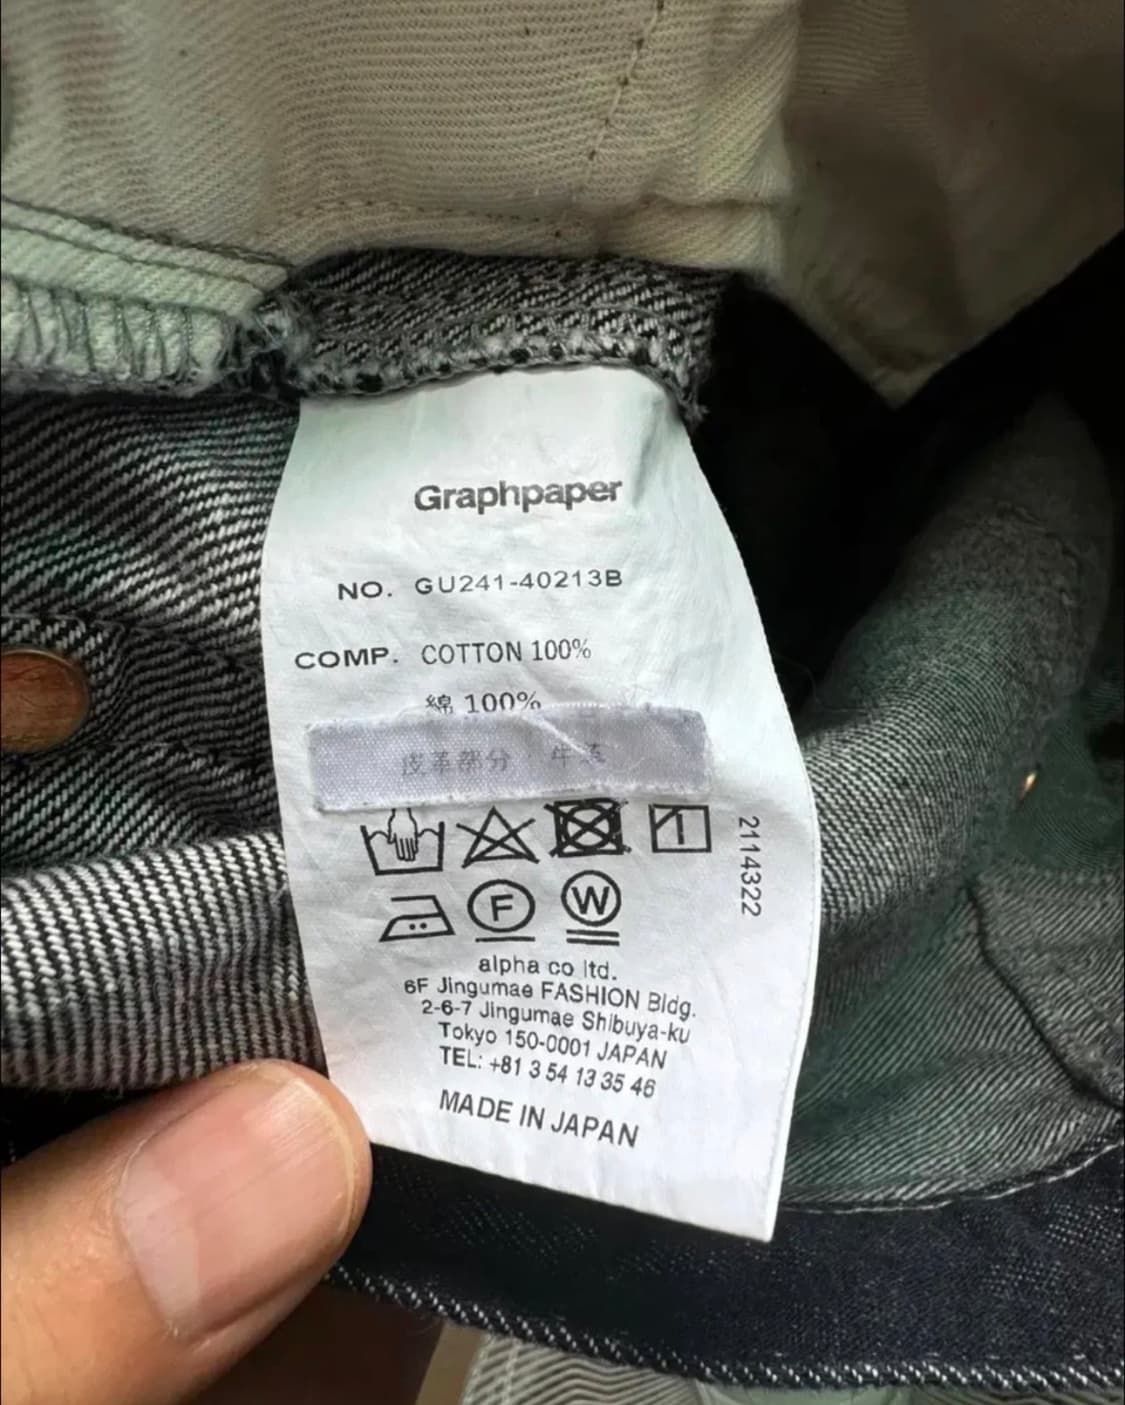 Graphpaper
NO. GU241-40213B
COMP. COTTON 100%
綿 100%
皮革部分 牛革
F W
2114322
alpha co ltd.
6F Jingumae FASHION Bldg.
2-6-7 Jingumae Shibuya-ku
Tokyo 150-0001 JAPAN
TEL: +81 3 54 13 35 46
MADE IN JAPAN